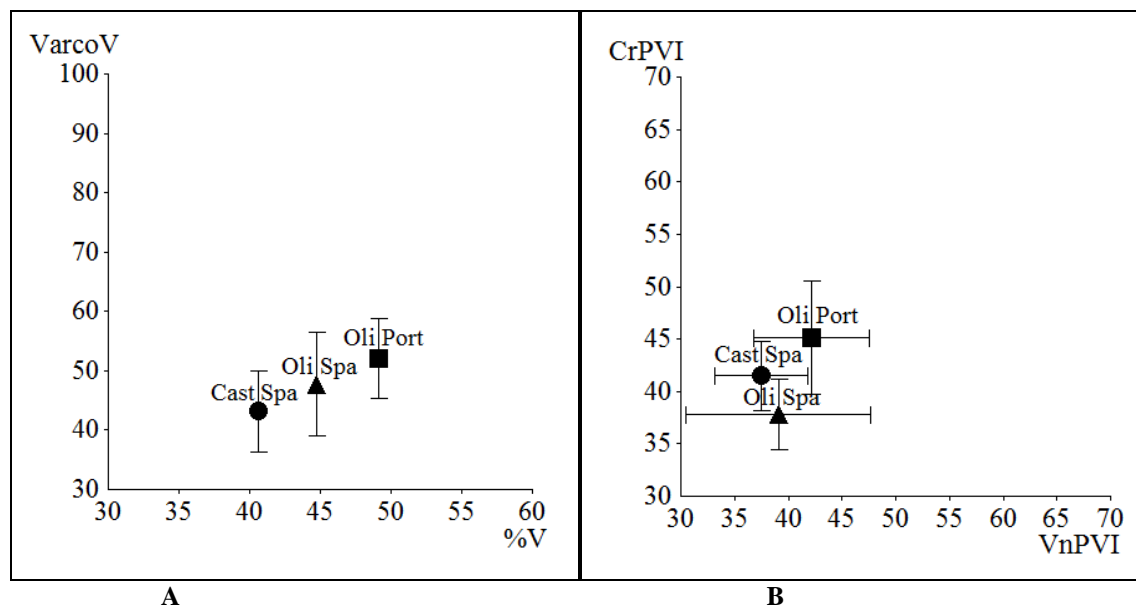 VarcoV
100
90
80
70
60
50
40
30
Oli Port
Oli Spa
Cast Spa
30 35 40 45 50 55 60
%V
A
CrPVI
70
65
60
55
50
45
40
35
30
Oli Port
Cast Spa
Oli Spa
30 35 40 45 50 55 60 65 70
VnPVI
B